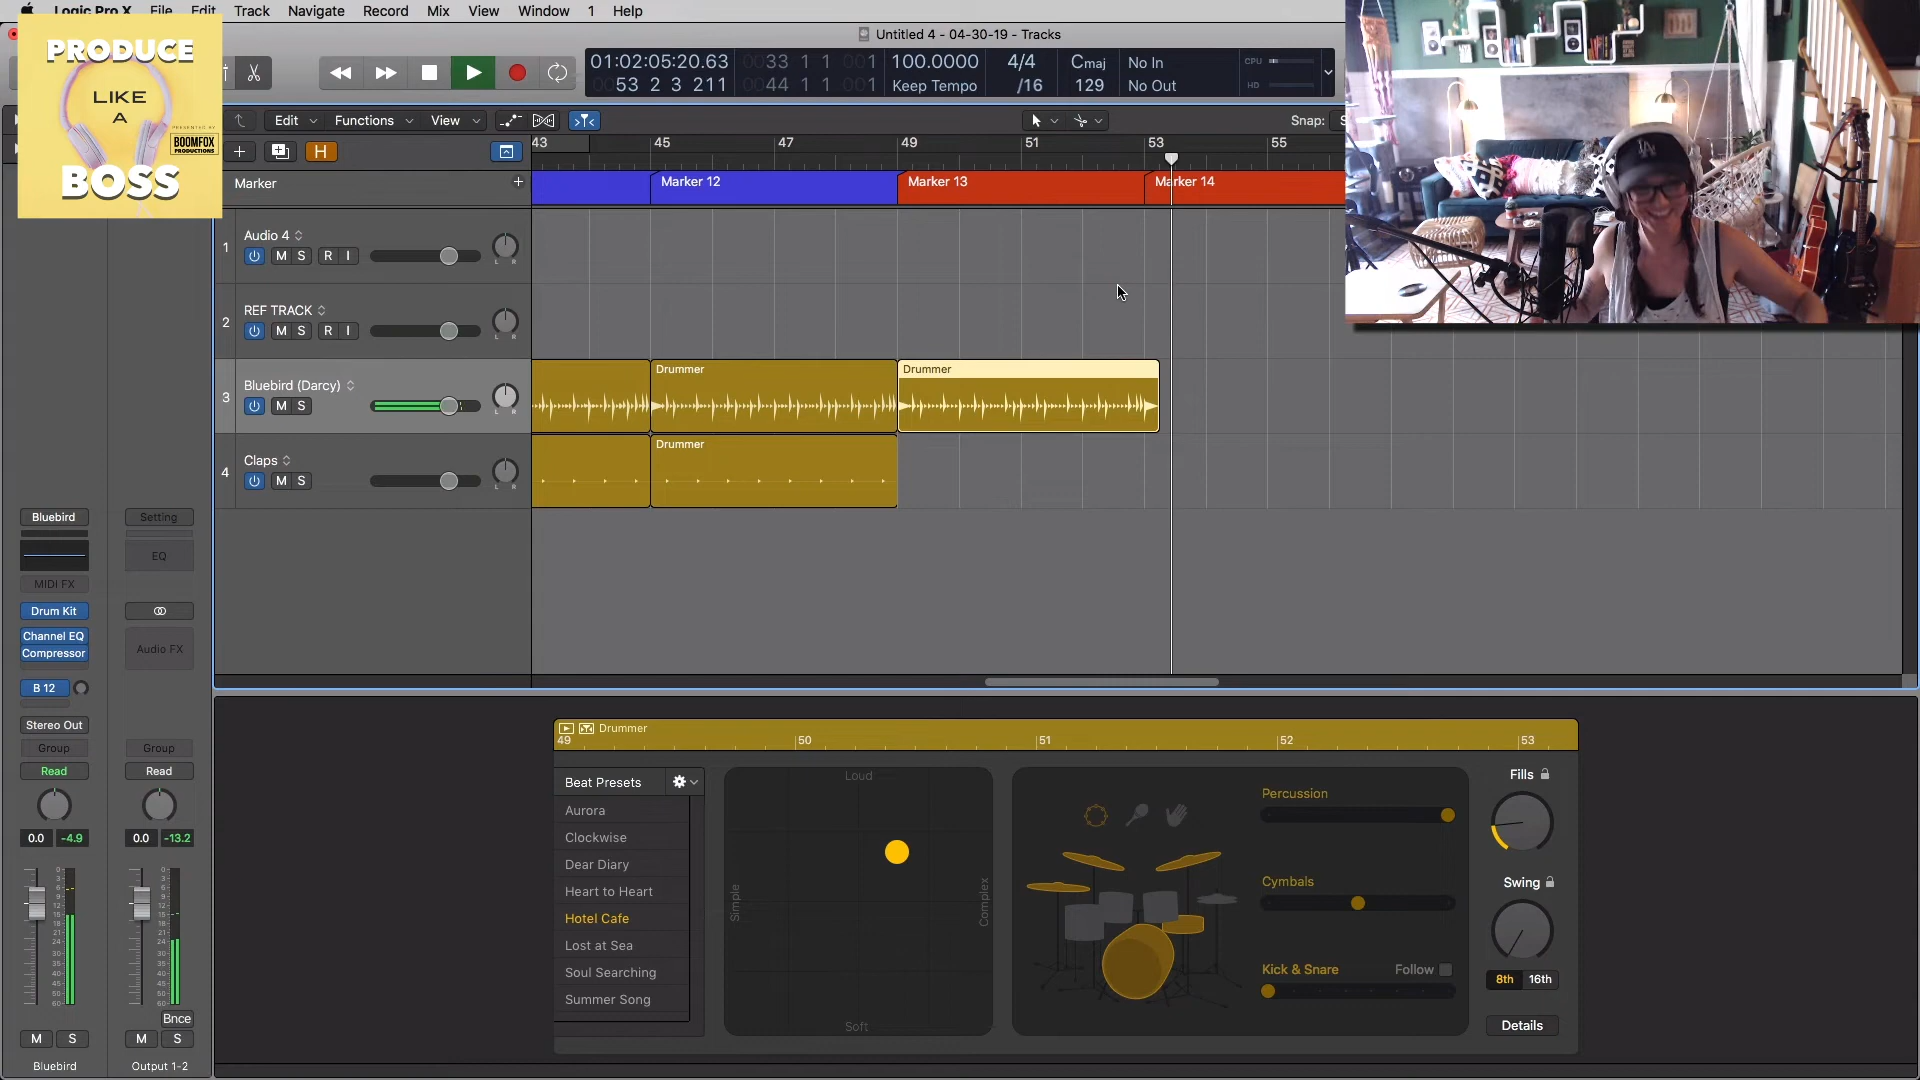 Logic Pro X File Edit Track Navigate Record Mix View Window 1 Help
Untitled 4 - 04-30-19 - Tracks
PRODUCE
LIKE
A
PRESENTED BY
BOOMFOX
PRODUCTIONS
BOSS
01:02:05:20.63
53 2 3 211
0033 1 1 001
0044 1 1 001
100.0000
Keep Tempo
4/4
/16
Cmaj
129
No In
No Out
CPU
HD
Edit Functions View
Snap: S
H
43 45 47 49 51 53 55
Marker
Marker 12
Marker 13
Marker 14
1
Audio 4
M S R I
L R
2
REF TRACK
M S R I
L R
3
Bluebird (Darcy)
M S
L R
Drummer
Drummer
4
Claps
M S
L R
Drummer
Bluebird Setting
EQ
MIDI FX
Drum Kit
Channel EQ
Compressor
Audio FX
B 12
Stereo Out
Group Group
Read Read
0.0 -4.9 0.0 -13.2
Bnce
M S M S
Bluebird Output 1-2
Drummer
49 50 51 52 53
Beat Presets
Aurora
Clockwise
Dear Diary
Heart to Heart
Hotel Cafe
Lost at Sea
Soul Searching
Summer Song
Loud
Simple
Complex
Soft
Percussion
Cymbals
Kick & Snare Follow
Fills
Swing
8th 16th
Details